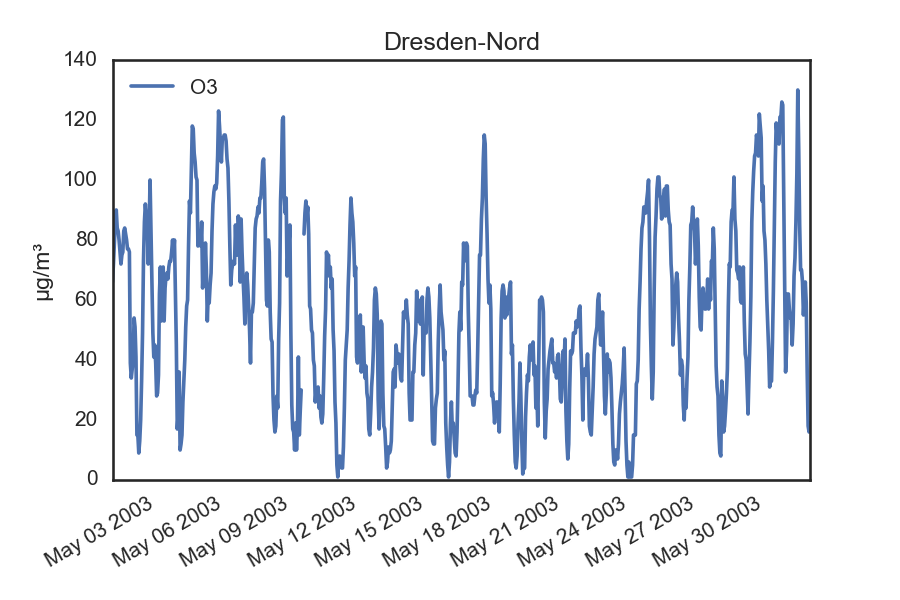 Dresden-Nord
O3
µg/m³
140
120
100
80
60
40
20
0
May 03 2003
May 06 2003
May 09 2003
May 12 2003
May 15 2003
May 18 2003
May 21 2003
May 24 2003
May 27 2003
May 30 2003